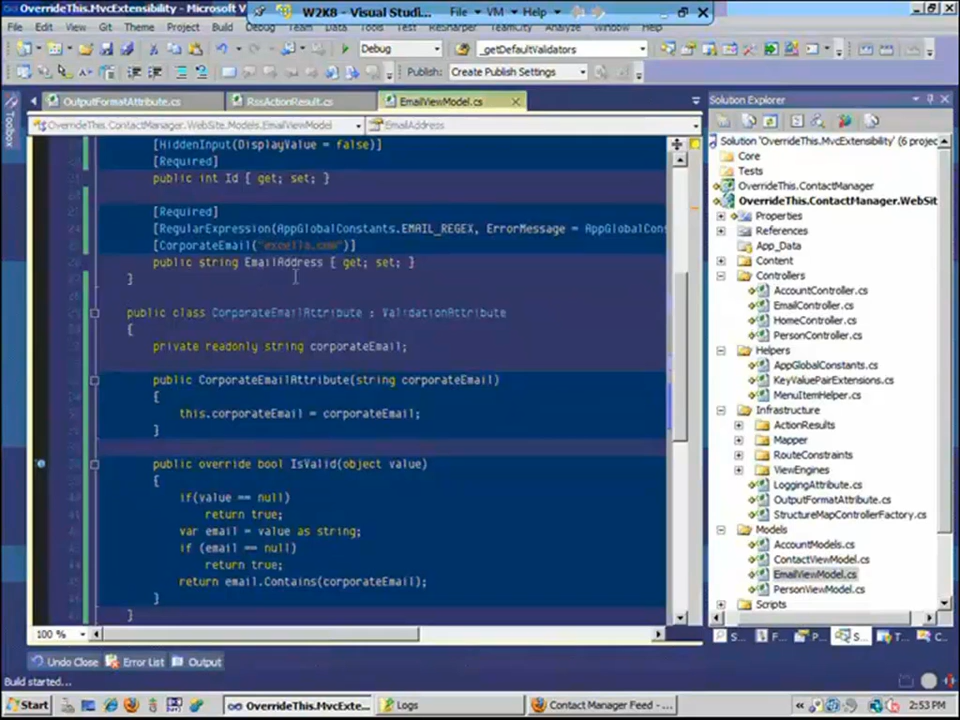 OverrideThis.MvcExtensibility - Microsoft V
W2K8 - Visual Studi...
File VM Help
File Edit View Git Theme Project Build Debug Team Data Tools Test ReSharper TeamCity Analyze Window Help
Debug
_getDefaultValidators
Publish: Create Publish Settings
OutputFormatAttribute.cs
RssActionResult.cs
EmailViewModel.cs
Toolbox
OverrideThis.ContactManager.WebSite.Models.EmailViewModel
EmailAddress
[HiddenInput(DisplayValue = false)]
[Required]
public int Id { get; set; }
[Required]
[RegularExpression(AppGlobalConstants.EMAIL_REGEX, ErrorMessage = AppGlobalCons
[CorporateEmail("excella.com")]
public string EmailAddress { get; set; }
}
public class CorporateEmailAttribute : ValidationAttribute
{
private readonly string corporateEmail;
public CorporateEmailAttribute(string corporateEmail)
{
this.corporateEmail = corporateEmail;
}
public override bool IsValid(object value)
{
if(value == null)
return true;
var email = value as string;
if (email == null)
return true;
return email.Contains(corporateEmail);
}
}
100 %
Solution Explorer
Solution 'OverrideThis.MvcExtensibility' (6 projec
Core
Tests
OverrideThis.ContactManager
OverrideThis.ContactManager.WebSit
Properties
References
App_Data
Content
Controllers
AccountController.cs
EmailController.cs
HomeController.cs
PersonController.cs
Helpers
AppGlobalConstants.cs
KeyValuePairExtensions.cs
MenuItemHelper.cs
Infrastructure
ActionResults
Mapper
RouteConstraints
ViewEngines
LoggingAttribute.cs
OutputFormatAttribute.cs
StructureMapControllerFactory.cs
Models
AccountModels.cs
ContactViewModel.cs
EmailViewModel.cs
PersonViewModel.cs
Scripts
S... F... P... S... T... C...
Undo Close
Error List
Output
Build started...
Start
OverrideThis.MvcExte...
Logs
Contact Manager Feed - ...
2:53 PM